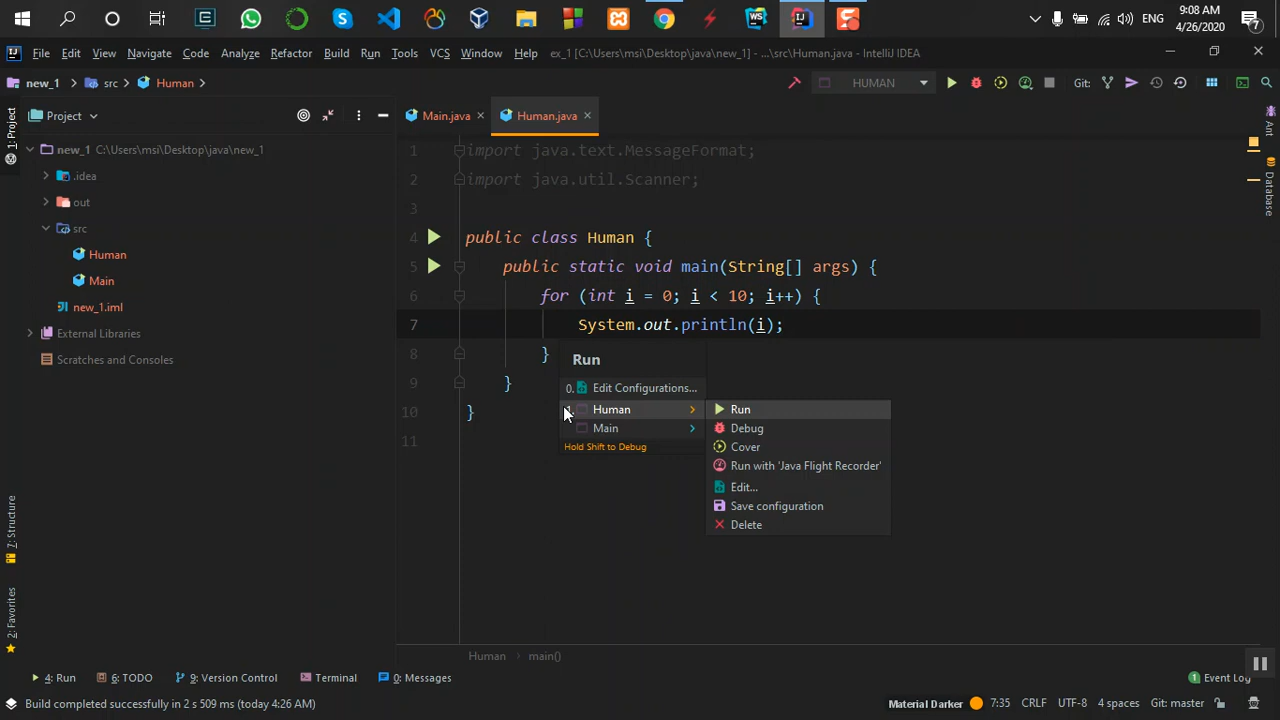 ENG
9:08 AM
4/26/2020
7
File Edit View Navigate Code Analyze Refactor Build Run Tools VCS Window Help ex_1 [C:\Users\msi\Desktop\java\new_1] - ...\src\Human.java - IntelliJ IDEA
new_1 src Human HUMAN Git:
Project Main.java Human.java
new_1 C:\Users\msi\Desktop\java\new_1
.idea
out
src
Human
Main
new_1.iml
External Libraries
Scratches and Consoles
1: Project
7: Structure
2: Favorites
Ant
Database
1 import java.text.MessageFormat;
2 import java.util.Scanner;
3
4 public class Human {
5 public static void main(String[] args) {
6 for (int i = 0; i < 10; i++) {
7 System.out.println(i);
8 }
9 }
10 }
11
Run
0. Edit Configurations...
1. Human
Main
Hold Shift to Debug
Run
Debug
Cover
Run with 'Java Flight Recorder'
Edit...
Save configuration
Delete
Human main()
4: Run 6: TODO 9: Version Control Terminal 0: Messages 1 Event Log
Build completed successfully in 2 s 509 ms (today 4:26 AM) Material Darker 7:35 CRLF UTF-8 4 spaces Git: master